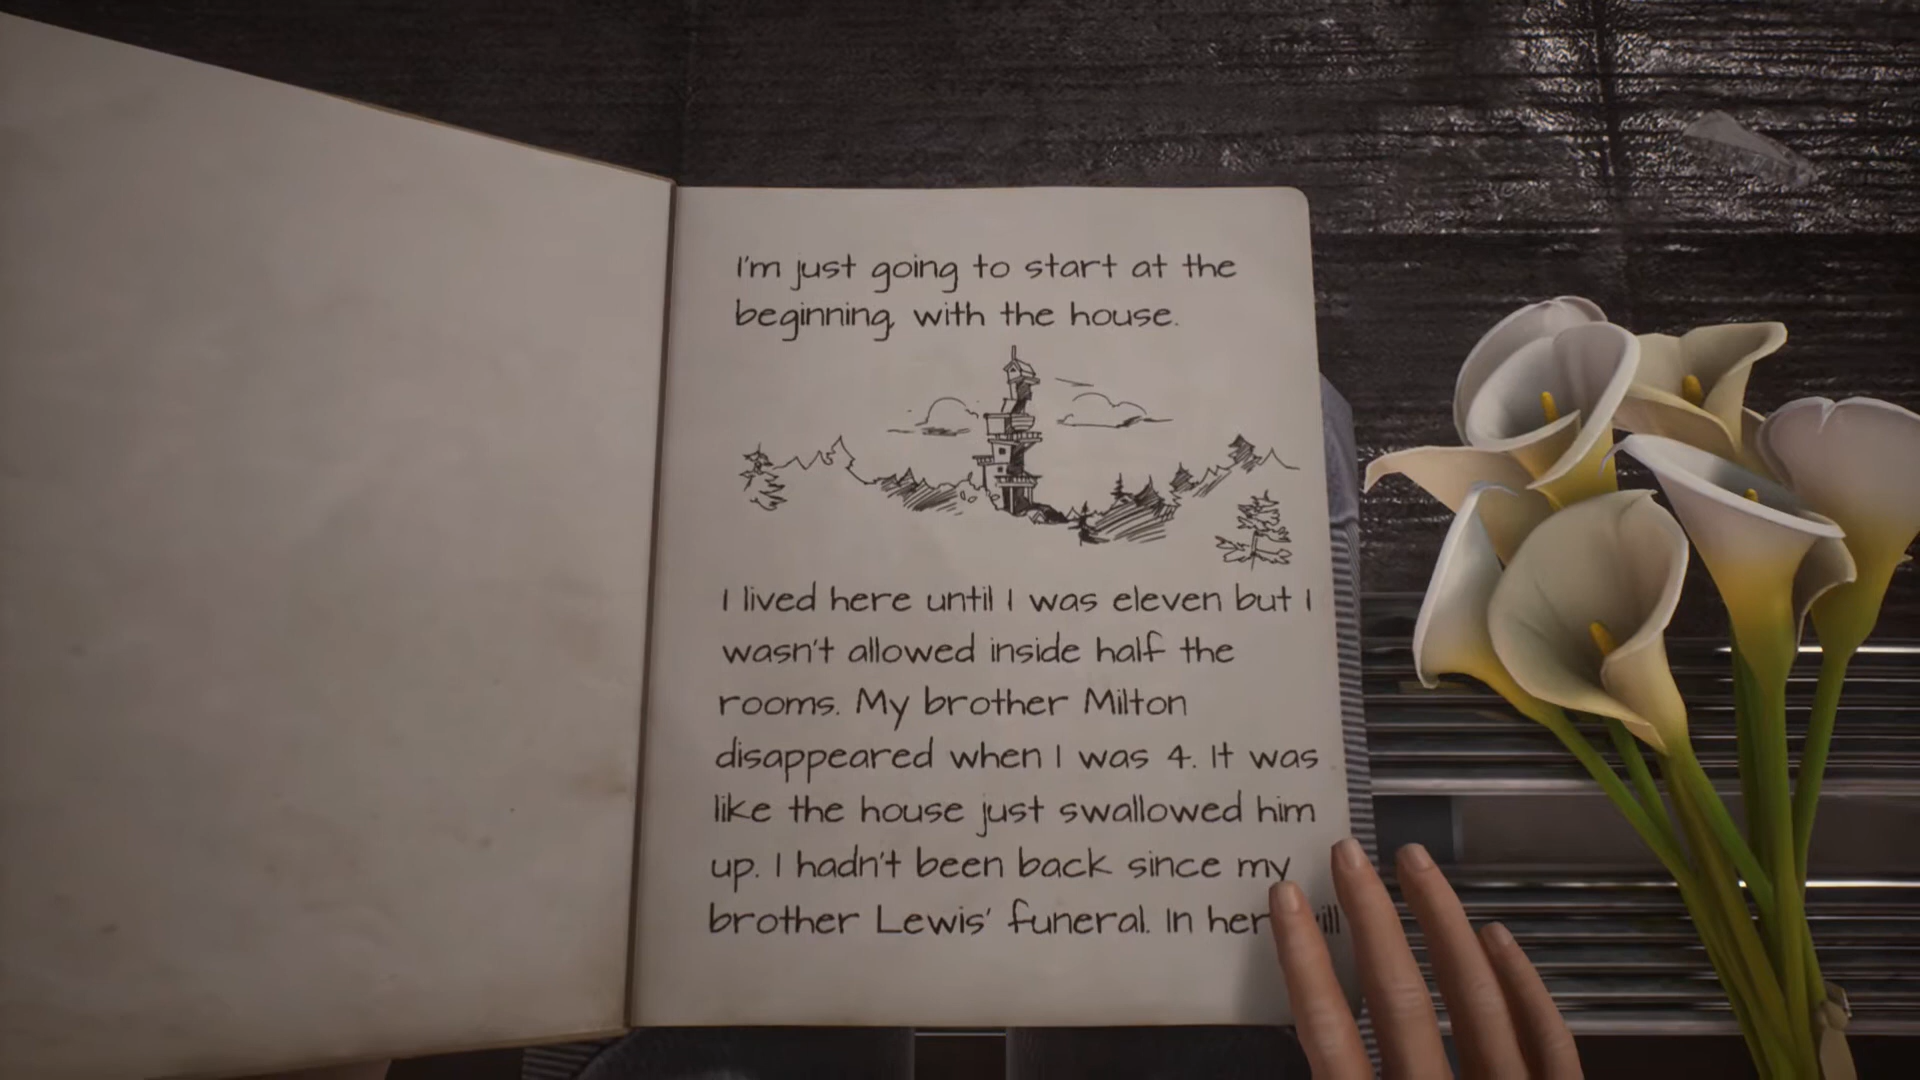 I'm just going to start at the
beginning, with the house.
I lived here until I was eleven but I
wasn't allowed inside half the
rooms. My brother Milton
disappeared when I was 4. It was
like the house just swallowed him
up. I hadn't been back since my
brother Lewis' funeral. In her